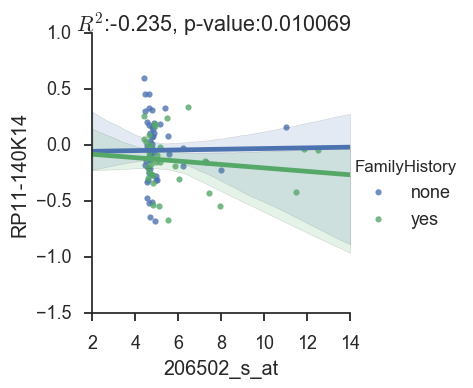 R²:-0.235, p-value:0.010069
1.0
0.5
0.0
−0.5
−1.0
−1.5
RP11-140K14
2 4 6 8 10 12 14
206502_s_at
FamilyHistory
none
yes